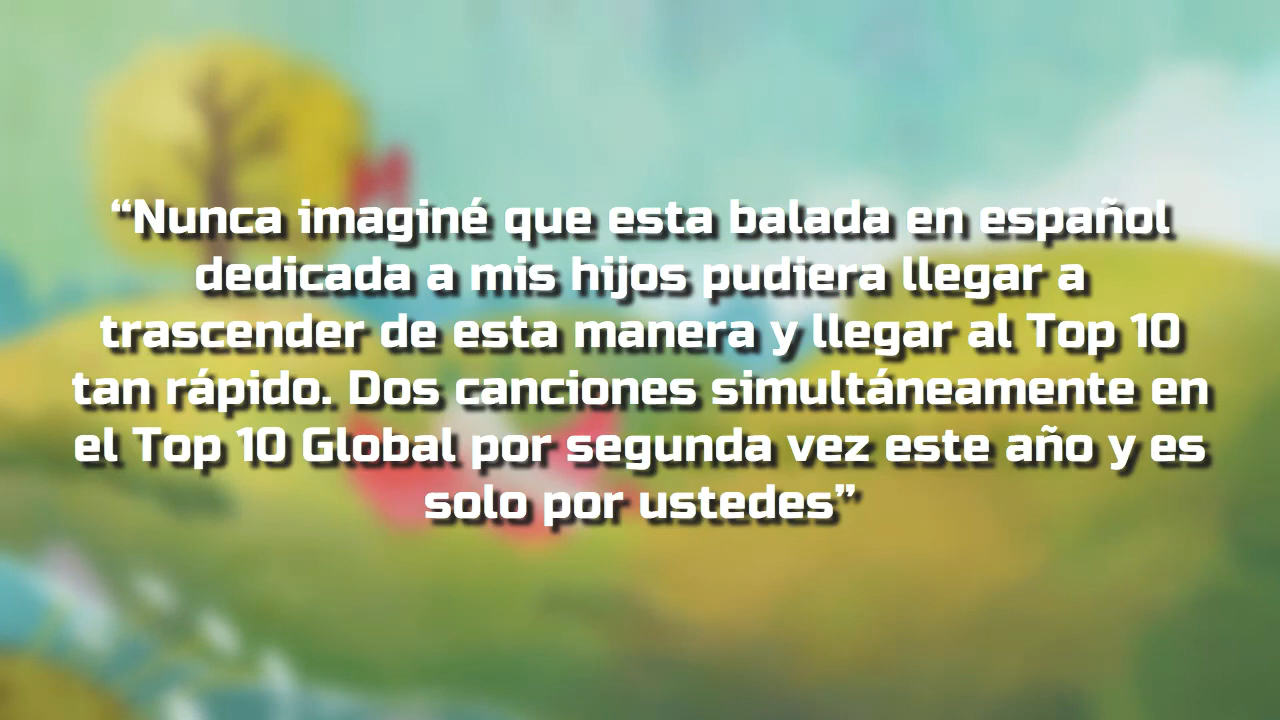 “Nunca imaginé que esta balada en español
dedicada a mis hijos pudiera llegar a
trascender de esta manera y llegar al Top 10
tan rápido. Dos canciones simultáneamente en
el Top 10 Global por segunda vez este año y es
solo por ustedes”